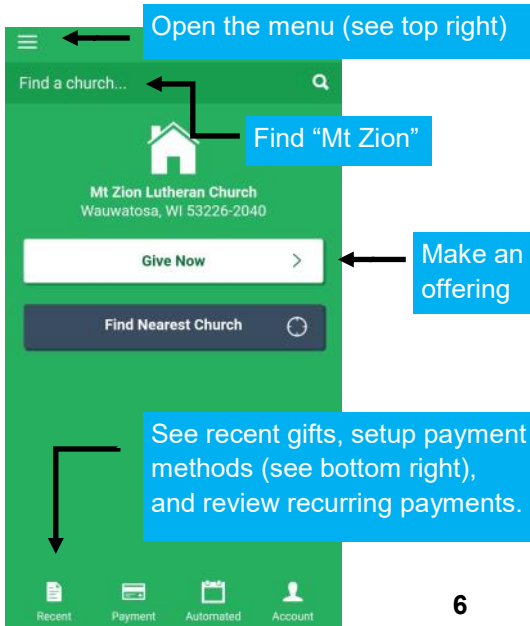 Open the menu (see top right)
Find a church...
Find “Mt Zion”
Mt Zion Lutheran Church
Wauwatosa, WI 53226-2040
Give Now
Make an
offering
Find Nearest Church
See recent gifts, setup payment
methods (see bottom right),
and review recurring payments.
Recent Payment Automated Account
6